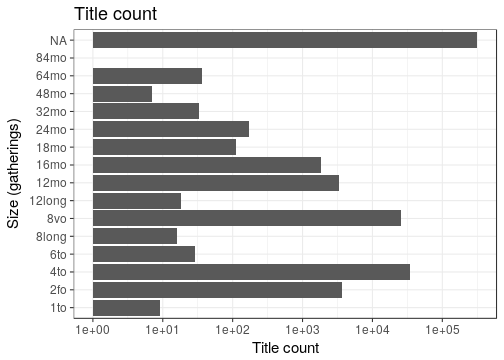 Title count
NA
84mo
64mo
48mo
32mo
24mo
18mo
16mo
12mo
12long
8vo
8long
6to
4to
2fo
1to
Size (gatherings)
1e+00 1e+01 1e+02 1e+03 1e+04 1e+05
Title count